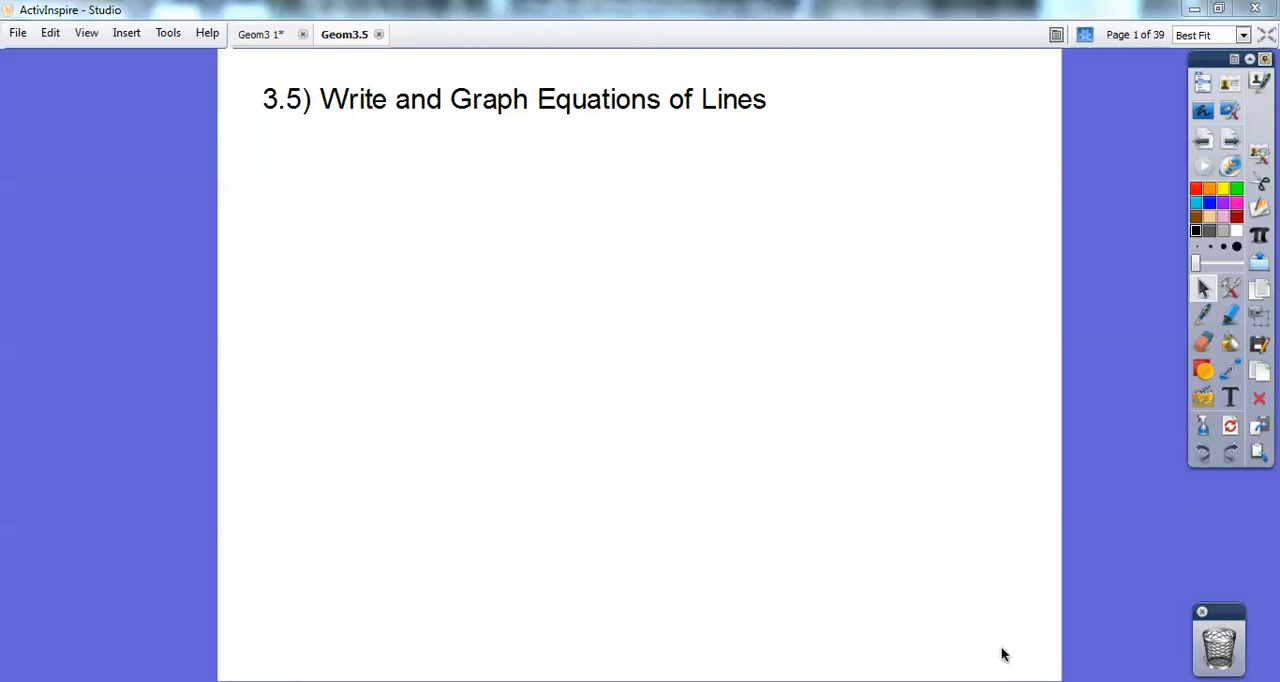 ActivInspire - Studio
File Edit View Insert Tools Help Geom3 1* Geom3.5 Page 1 of 39 Best Fit
3.5) Write and Graph Equations of Lines